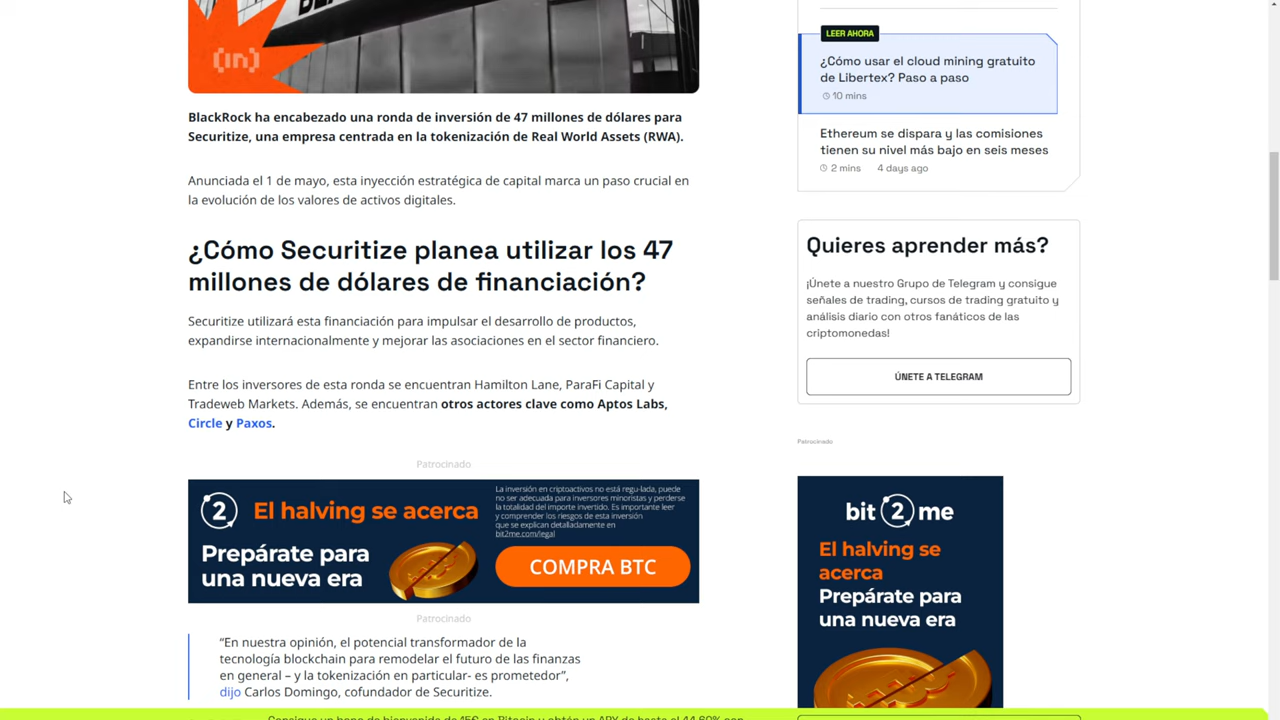 (in)
BlackRock ha encabezado una ronda de inversión de 47 millones de dólares para
Securitize, una empresa centrada en la tokenización de Real World Assets (RWA).
Anunciada el 1 de mayo, esta inyección estratégica de capital marca un paso crucial en
la evolución de los valores de activos digitales.
¿Cómo Securitize planea utilizar los 47
millones de dólares de financiación?
Securitize utilizará esta financiación para impulsar el desarrollo de productos,
expandirse internacionalmente y mejorar las asociaciones en el sector financiero.
Entre los inversores de esta ronda se encuentran Hamilton Lane, ParaFi Capital y
Tradeweb Markets. Además, se encuentran otros actores clave como Aptos Labs,
Circle y Paxos.
Patrocinado
2
El halving se acerca
Prepárate para
una nueva era
La inversión en criptoactivos no está regu-lada, puede
no ser adecuada para inversores minoristas y perderse
la totalidad del importe invertido. Es importante leer
y comprender los riesgos de esta inversión
que se explican detalladamente en
bit2me.com/legal
COMPRA BTC
Patrocinado
“En nuestra opinión, el potencial transformador de la
tecnología blockchain para remodelar el futuro de las finanzas
en general – y la tokenización en particular- es prometedor”,
dijo Carlos Domingo, cofundador de Securitize.
LEER AHORA
¿Cómo usar el cloud mining gratuito
de Libertex? Paso a paso
10 mins
Ethereum se dispara y las comisiones
tienen su nivel más bajo en seis meses
2 mins 4 days ago
Quieres aprender más?
¡Únete a nuestro Grupo de Telegram y consigue
señales de trading, cursos de trading gratuito y
análisis diario con otros fanáticos de las
criptomonedas!
ÚNETE A TELEGRAM
Patrocinado
bit2me
El halving se
acerca
Prepárate para
una nueva era